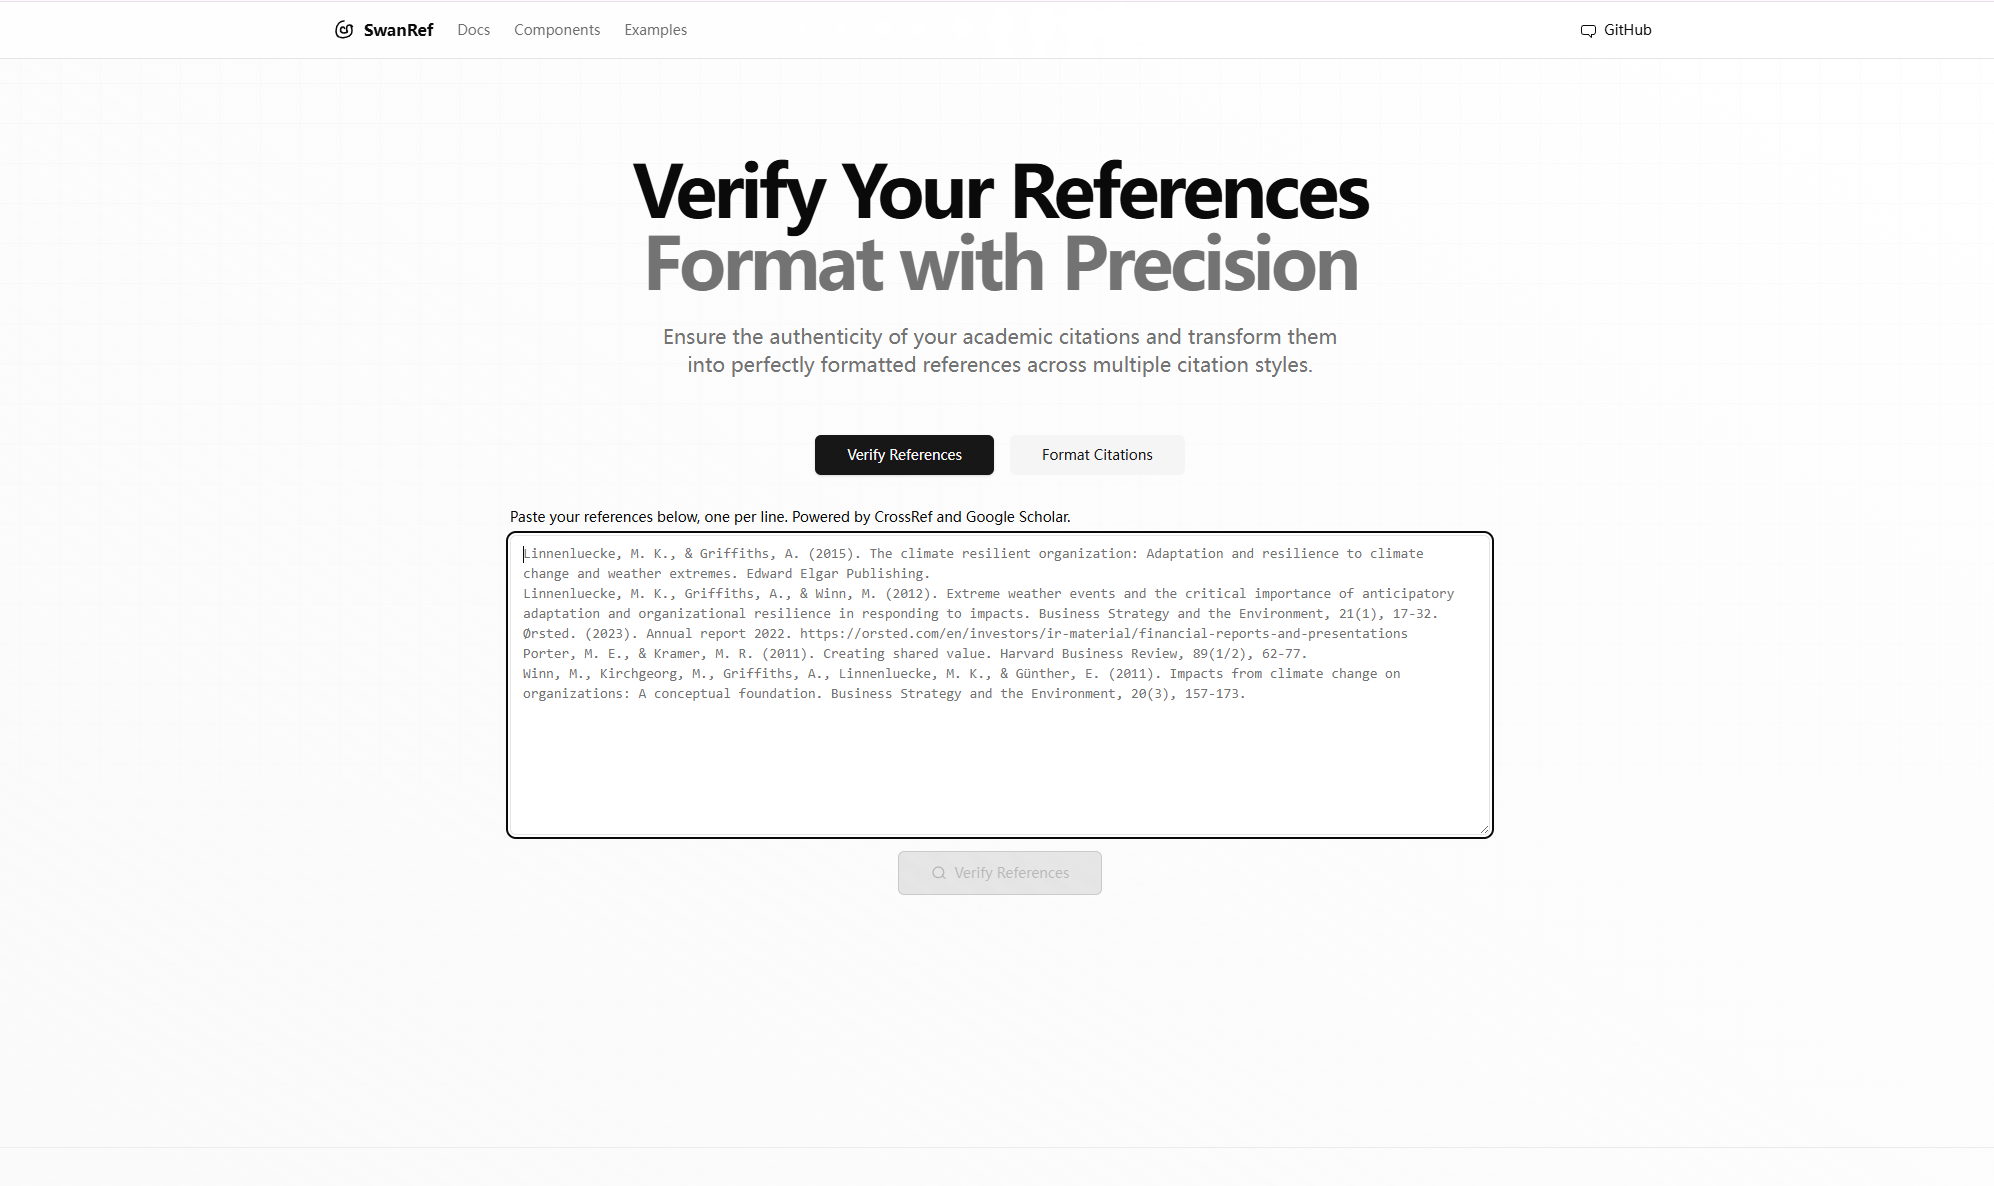 SwanRef Docs Components Examples GitHub
Verify Your References
Format with Precision
Ensure the authenticity of your academic citations and transform them
into perfectly formatted references across multiple citation styles.
Verify References Format Citations
Paste your references below, one per line. Powered by CrossRef and Google Scholar.
Linnenluecke, M. K., & Griffiths, A. (2015). The climate resilient organization: Adaptation and resilience to climate
change and weather extremes. Edward Elgar Publishing.
Linnenluecke, M. K., Griffiths, A., & Winn, M. (2012). Extreme weather events and the critical importance of anticipatory
adaptation and organizational resilience in responding to impacts. Business Strategy and the Environment, 21(1), 17-32.
Ørsted. (2023). Annual report 2022. https://orsted.com/en/investors/ir-material/financial-reports-and-presentations
Porter, M. E., & Kramer, M. R. (2011). Creating shared value. Harvard Business Review, 89(1/2), 62-77.
Winn, M., Kirchgeorg, M., Griffiths, A., Linnenluecke, M. K., & Günther, E. (2011). Impacts from climate change on
organizations: A conceptual foundation. Business Strategy and the Environment, 20(3), 157-173.
Verify References